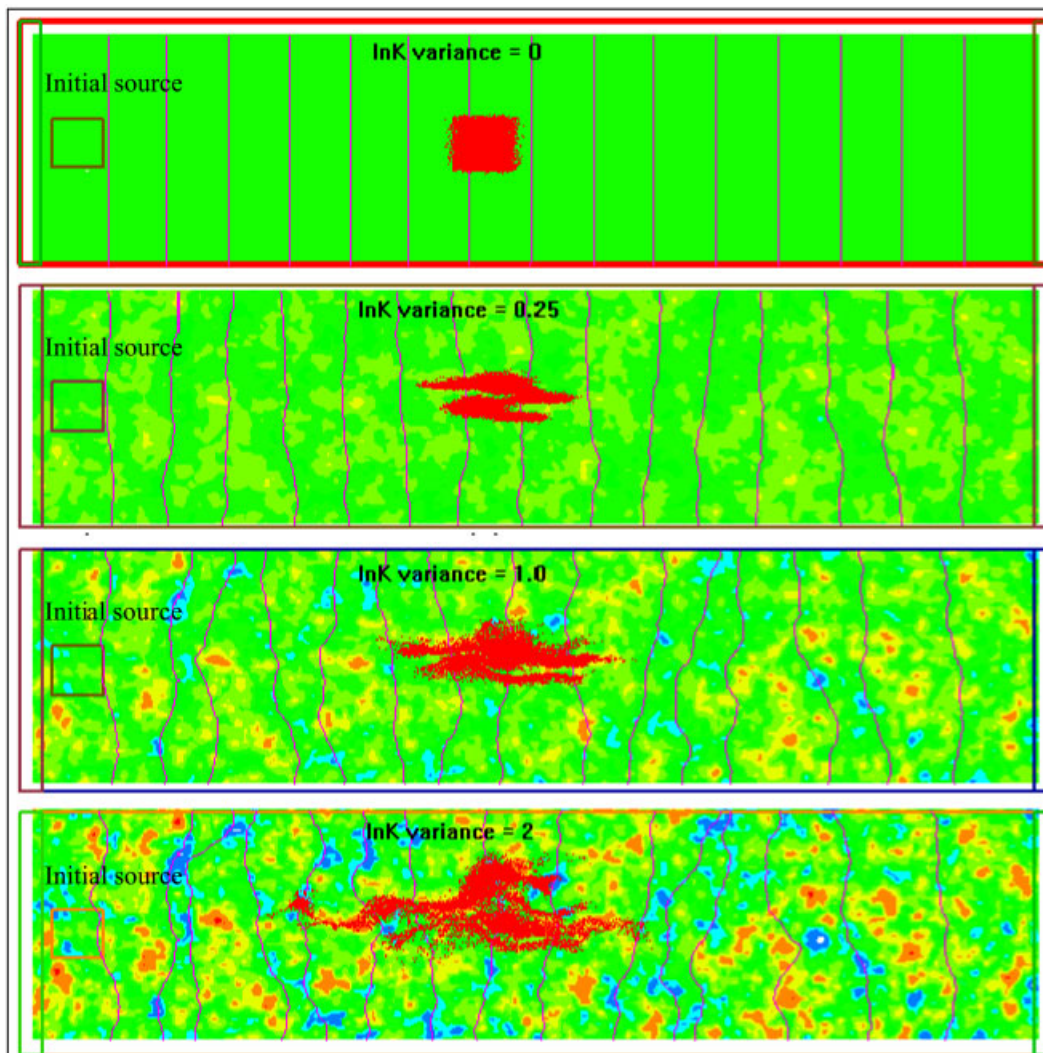 lnK variance = 0
Initial source
lnK variance = 0.25
Initial source
lnK variance = 1.0
Initial source
lnK variance = 2
Initial source